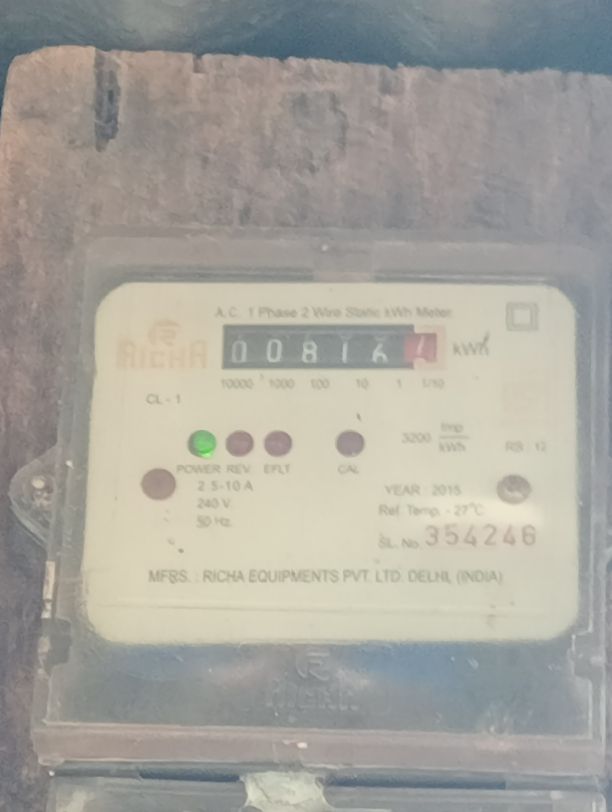 A.C. 1 Phase 2 Wire Static kWh Meter
RICHA
0 0 8 1
kWh
10000 1000 100 10 1 1/10
CL - 1
3200 Imp/kWh
POWER REV. EFLT CAL
RS : 12
2.5-10 A
240 V.
50 Hz.
YEAR : 2015
Ref. Temp. - 27°C
SL. No. 354246
MFRS. : RICHA EQUIPMENTS PVT. LTD. DELHI, (INDIA)
RICHA